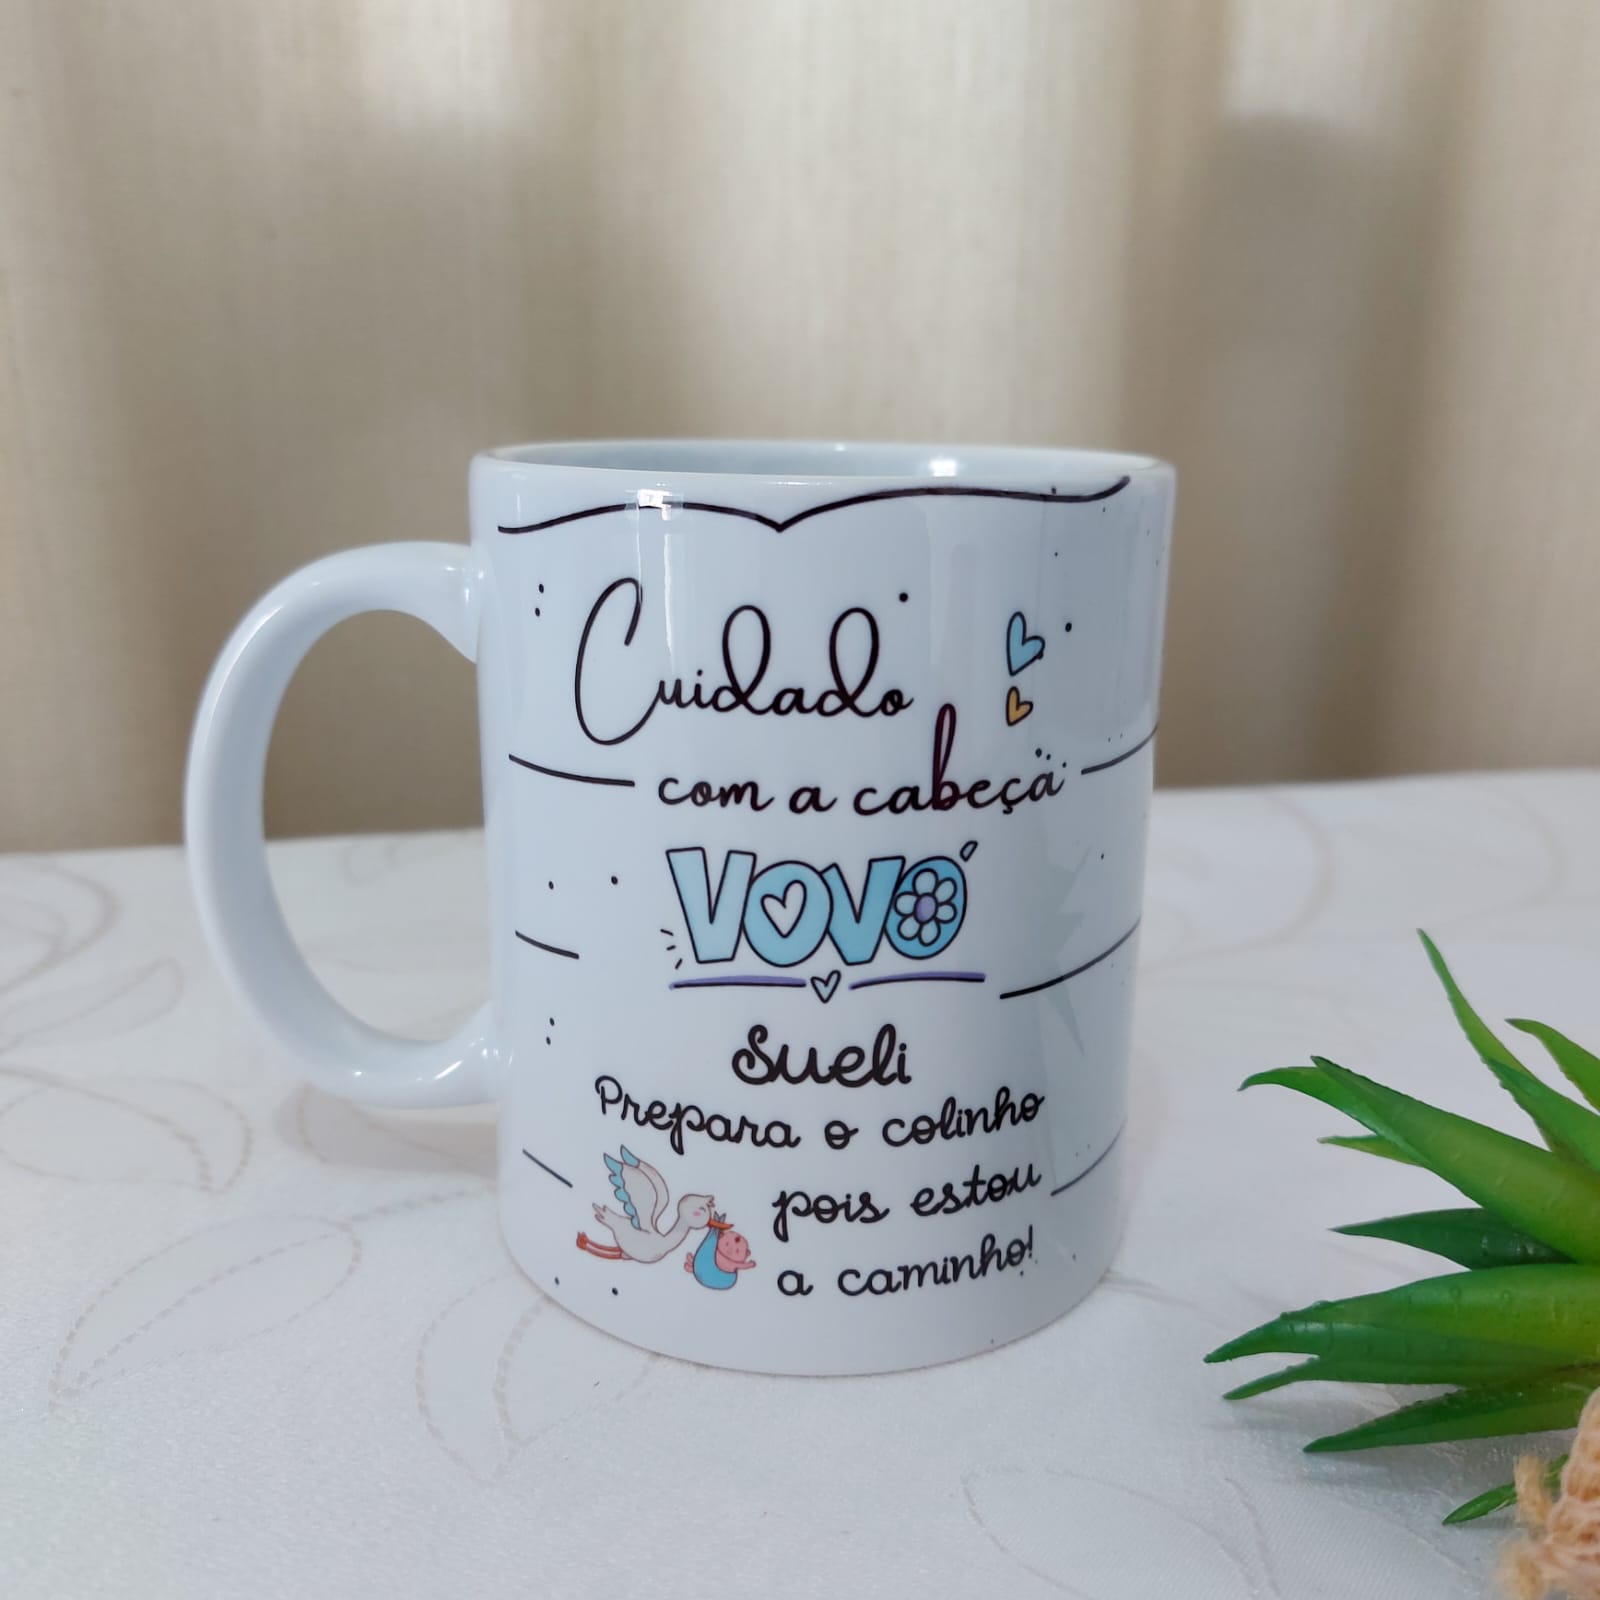 Cuidado
com a cabeça
VOVÓ
Sueli
Prepara o colinho
pois estou
a caminho!